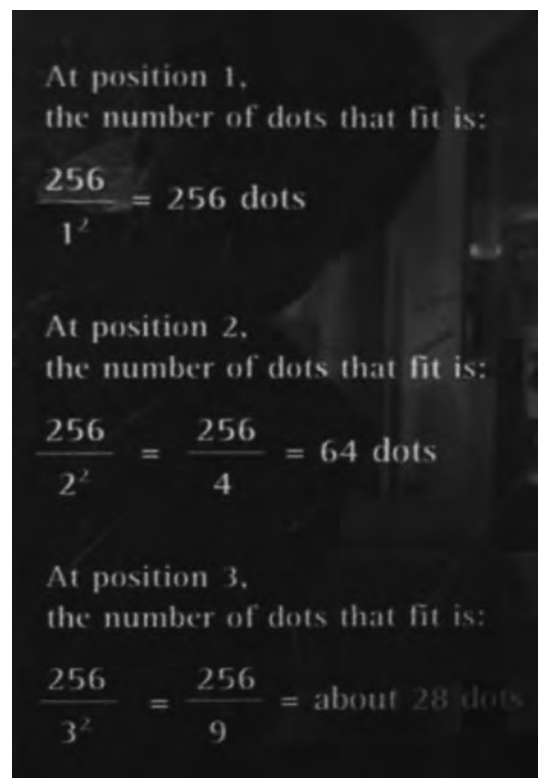 At position 1,
the number of dots that fit is:
256
1² = 256 dots
At position 2,
the number of dots that fit is:
256 256
2² = 4 = 64 dots
At position 3,
the number of dots that fit is:
256 256
3² = 9 = about 28 dots